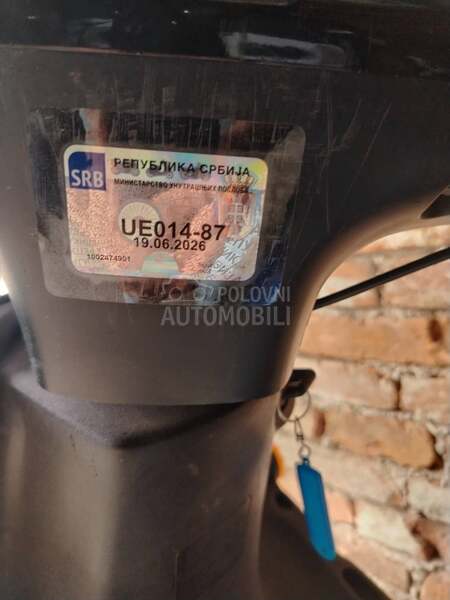 SRB
РЕПУБЛИКА СРБИЈА
МИНИСТАРСТВО УНУТРАШЊИХ ПОСЛОВА
UE014-87
19.06.2026
1002474901
POLOVNI
AUTOMOBILI